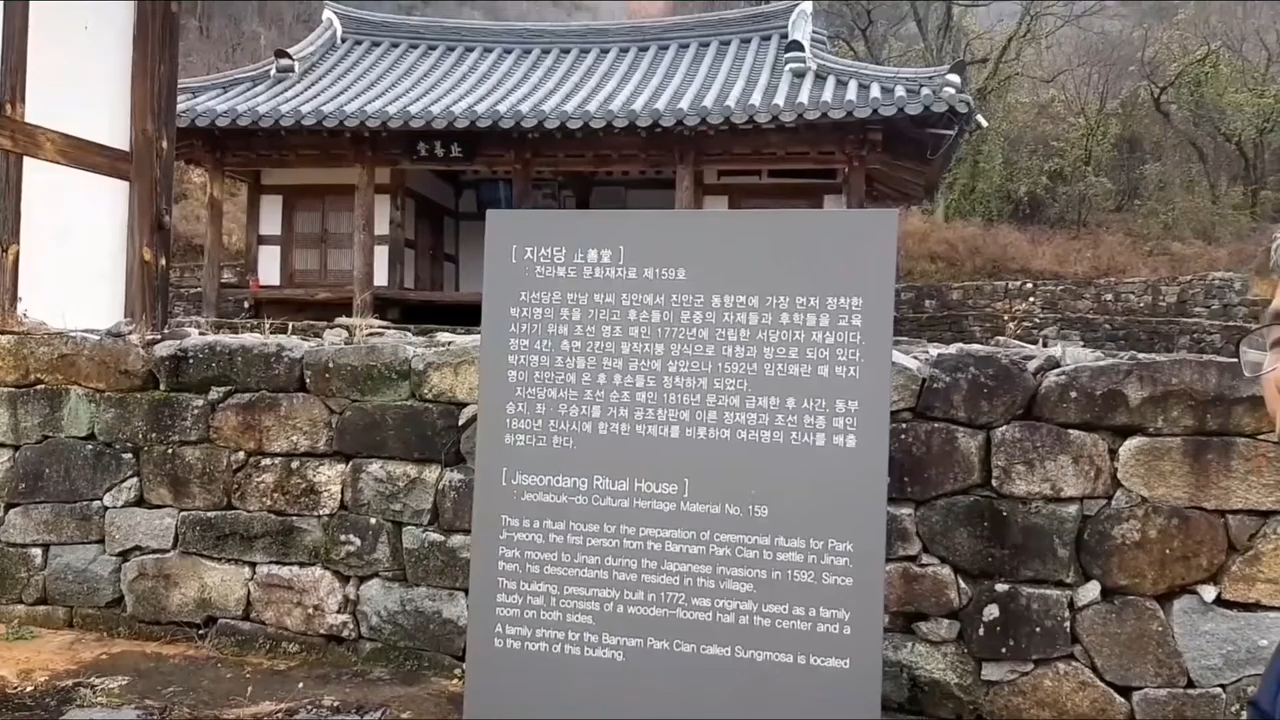 止善堂
[ 지선당 止善堂 ]
: 전라북도 문화재자료 제159호
지선당은 반남 박씨 집안에서 진안군 동향면에 가장 먼저 정착한
박지영의 뜻을 기리고 후손들이 문중의 자제들과 후학들을 교육
시키기 위해 조선 영조 때인 1772년에 건립한 서당이자 재실이다.
정면 4칸, 측면 2칸의 팔작지붕 양식으로 대청과 방으로 되어 있다.
박지영의 조상들은 원래 금산에 살았으나 1592년 임진왜란 때 박지
영이 진안군에 온 후 후손들도 정착하게 되었다.
지선당에서는 조선 순조 때인 1816년 문과에 급제한 후 사간, 동부
승지, 좌·우승지를 거쳐 공조참판에 이른 정재영과 조선 헌종 때인
1840년 진사시에 합격한 박제대를 비롯하여 여러명의 진사를 배출
하였다고 한다.
[ Jiseondang Ritual House ]
: Jeollabuk-do Cultural Heritage Material No. 159
This is a ritual house for the preparation of ceremonial rituals for Park
Ji-yeong, the first person from the Bannam Park Clan to settle in Jinan.
Park moved to Jinan during the Japanese invasions in 1592. Since
then, his descendants have resided in this village.
This building, presumably built in 1772, was originally used as a family
study hall. It consists of a wooden-floored hall at the center and a
room on both sides.
A family shrine for the Bannam Park Clan called Sungmosa is located
to the north of this building.